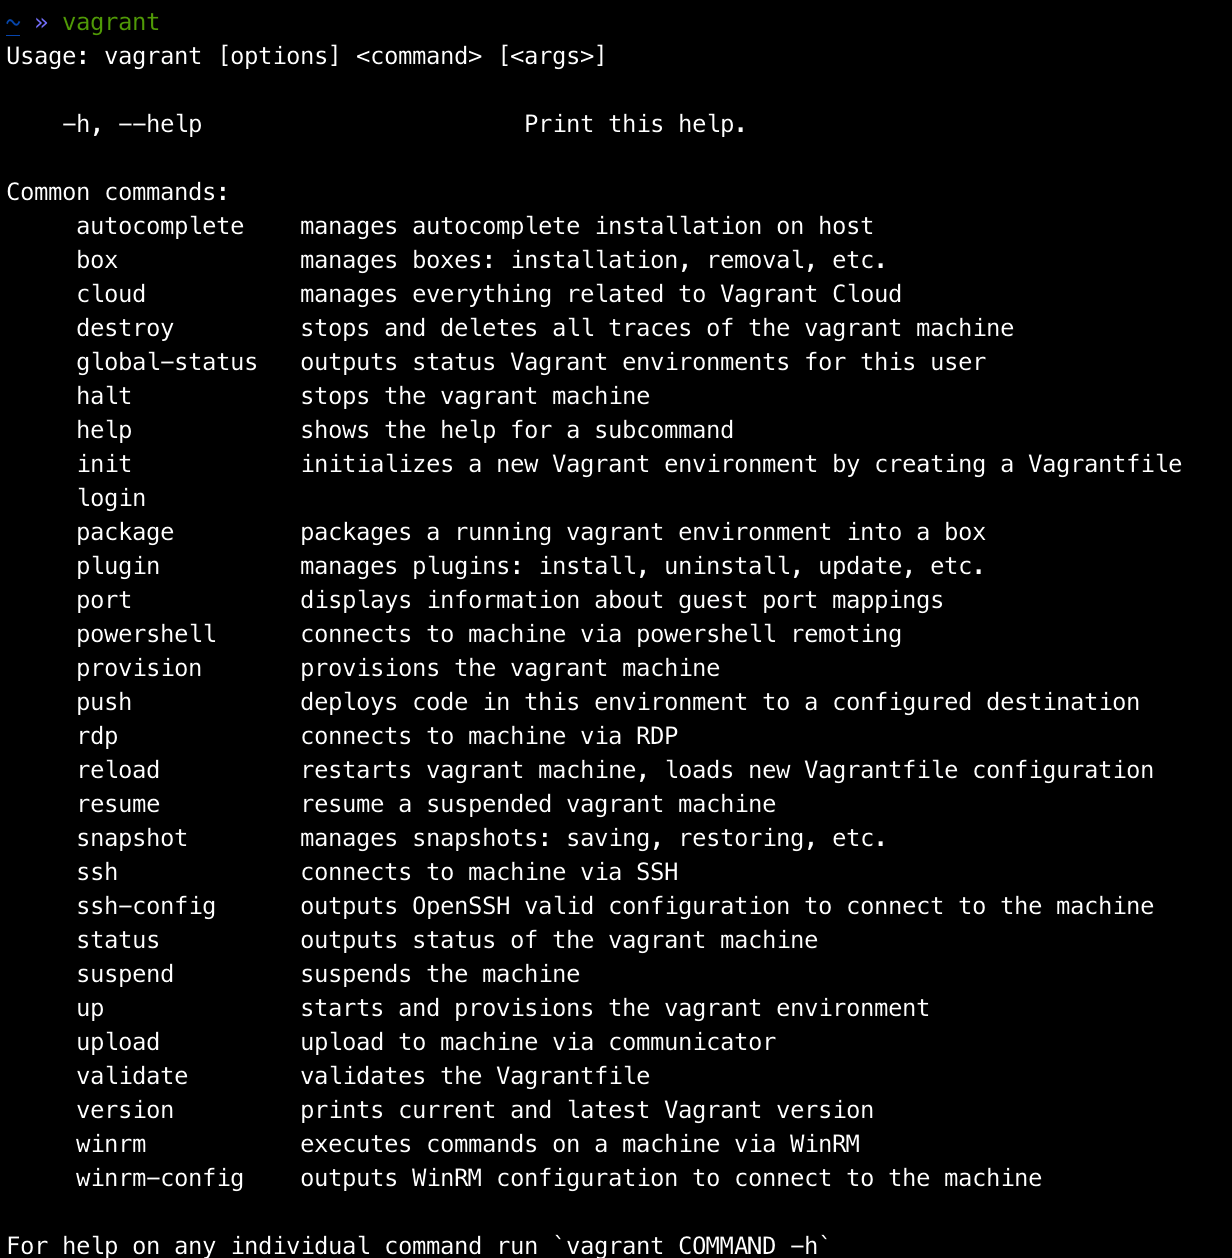 ~ » vagrant
Usage: vagrant [options] <command> [<args>]

    -h, --help                       Print this help.

Common commands:
     autocomplete    manages autocomplete installation on host
     box             manages boxes: installation, removal, etc.
     cloud           manages everything related to Vagrant Cloud
     destroy         stops and deletes all traces of the vagrant machine
     global-status   outputs status Vagrant environments for this user
     halt            stops the vagrant machine
     help            shows the help for a subcommand
     init            initializes a new Vagrant environment by creating a Vagrantfile
     login
     package         packages a running vagrant environment into a box
     plugin          manages plugins: install, uninstall, update, etc.
     port            displays information about guest port mappings
     powershell      connects to machine via powershell remoting
     provision       provisions the vagrant machine
     push            deploys code in this environment to a configured destination
     rdp             connects to machine via RDP
     reload          restarts vagrant machine, loads new Vagrantfile configuration
     resume          resume a suspended vagrant machine
     snapshot        manages snapshots: saving, restoring, etc.
     ssh             connects to machine via SSH
     ssh-config      outputs OpenSSH valid configuration to connect to the machine
     status          outputs status of the vagrant machine
     suspend         suspends the machine
     up              starts and provisions the vagrant environment
     upload          upload to machine via communicator
     validate        validates the Vagrantfile
     version         prints current and latest Vagrant version
     winrm           executes commands on a machine via WinRM
     winrm-config    outputs WinRM configuration to connect to the machine

For help on any individual command run `vagrant COMMAND -h`